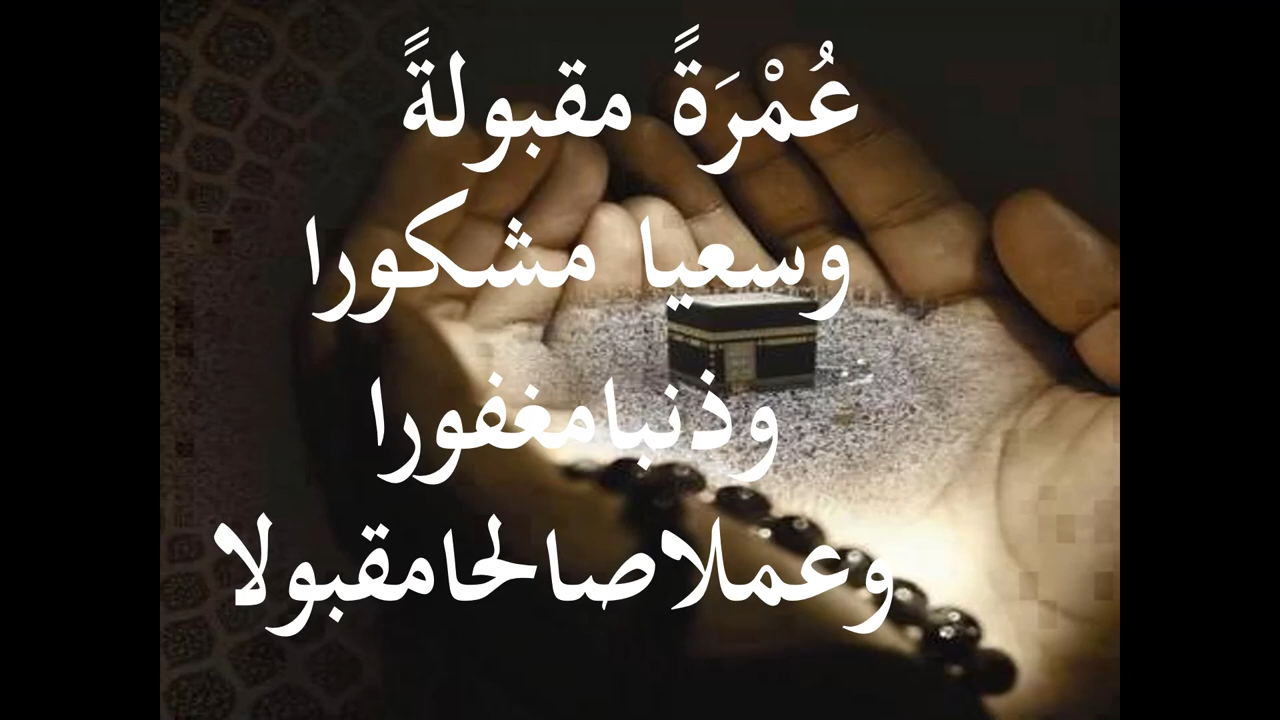 عُمْرَةً مقبولةً
وسعيا مشكورا
وذنبامغفورا
وعملاصالحامقبولا